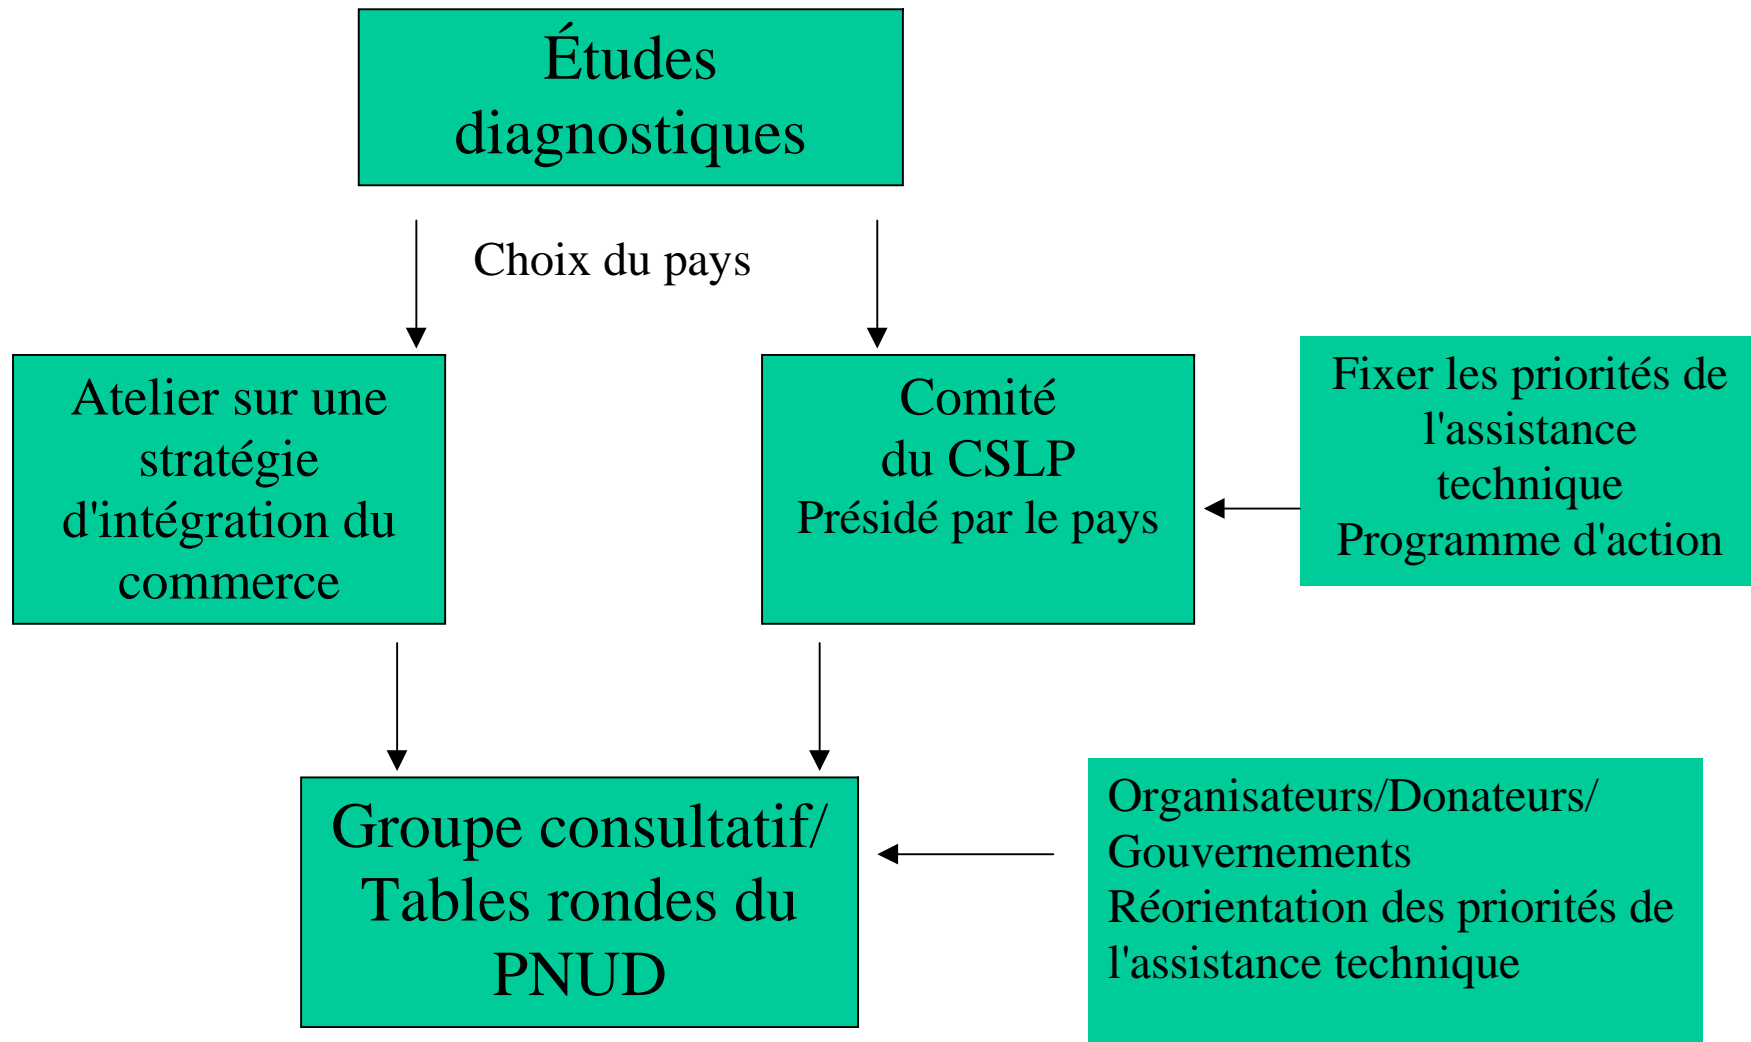 Études
diagnostiques
Choix du pays
Atelier sur une
stratégie
d'intégration du
commerce
Comité
du CSLP
Présidé par le pays
Fixer les priorités de
l'assistance
technique
Programme d'action
Groupe consultatif/
Tables rondes du
PNUD
Organisateurs/Donateurs/
Gouvernements
Réorientation des priorités de
l'assistance technique